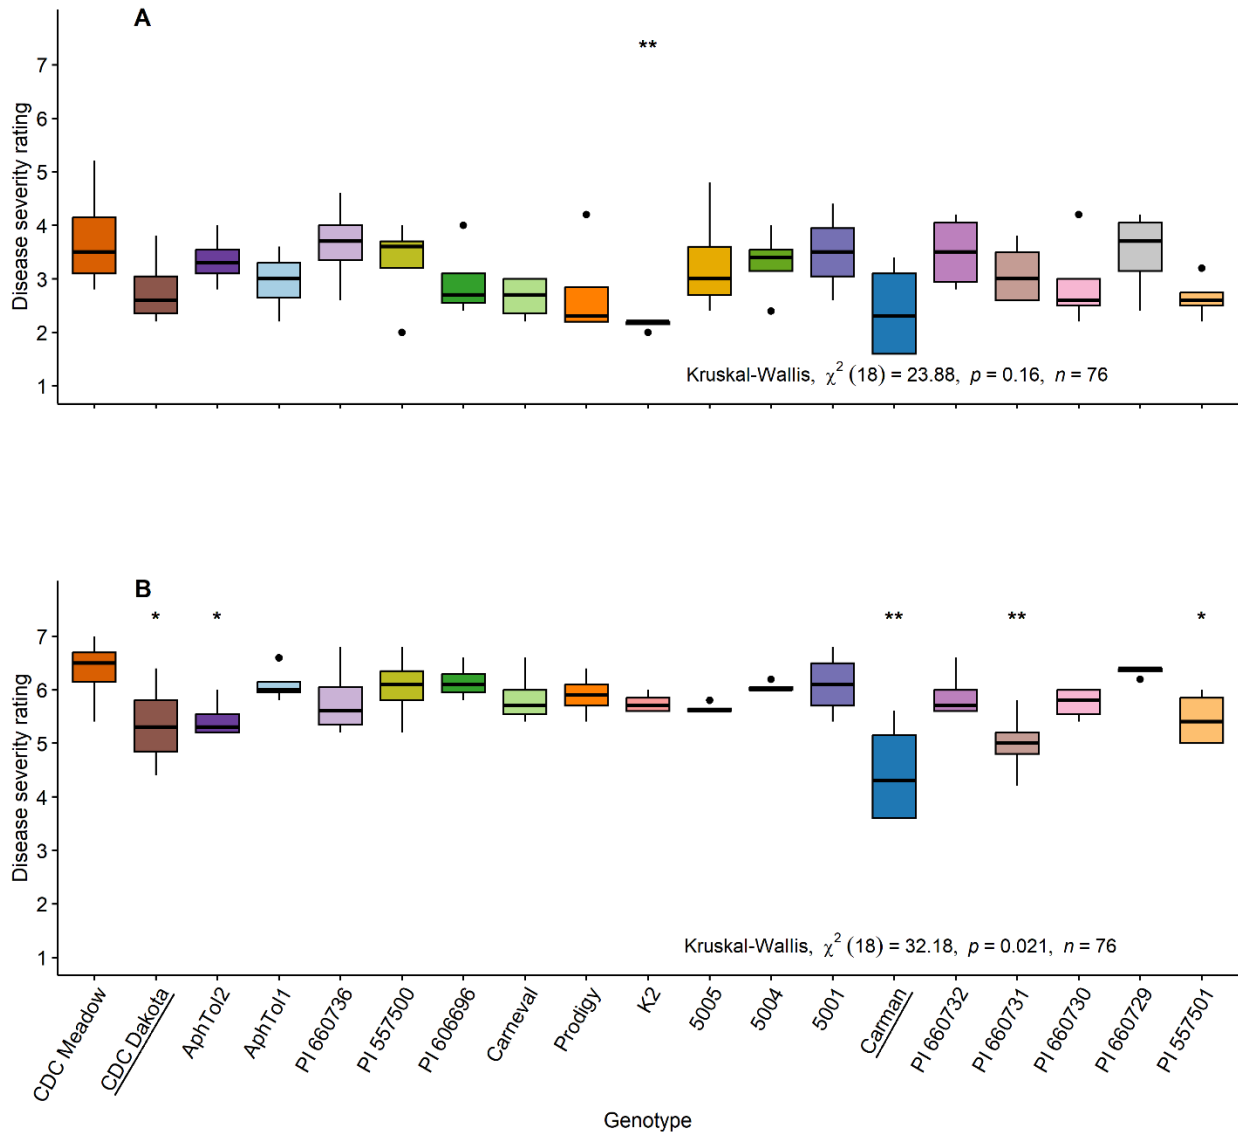 A
**
Disease severity rating
7
6
5
4
3
2
1
Kruskal-Wallis, χ² (18) = 23.88, p = 0.16, n = 76
B
* * ** ** *
Disease severity rating
7
6
5
4
3
2
1
Kruskal-Wallis, χ² (18) = 32.18, p = 0.021, n = 76
CDC Meadow
CDC Dakota
AphTol2
AphTol1
PI 660736
PI 557500
PI 606696
Carneval
Prodigy
K2
5005
5004
5001
Carman
PI 660732
PI 660731
PI 660730
PI 660729
PI 557501
Genotype